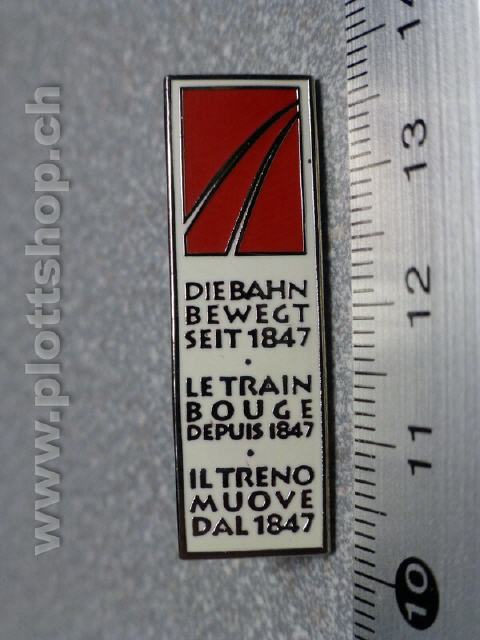 DIE BAHN
BEWEGT
SEIT 1847
·
LE TRAIN
BOUGE
DEPUIS 1847
·
IL TRENO
MUOVE
DAL 1847
www.plottshop.ch
14
13
12
11
10